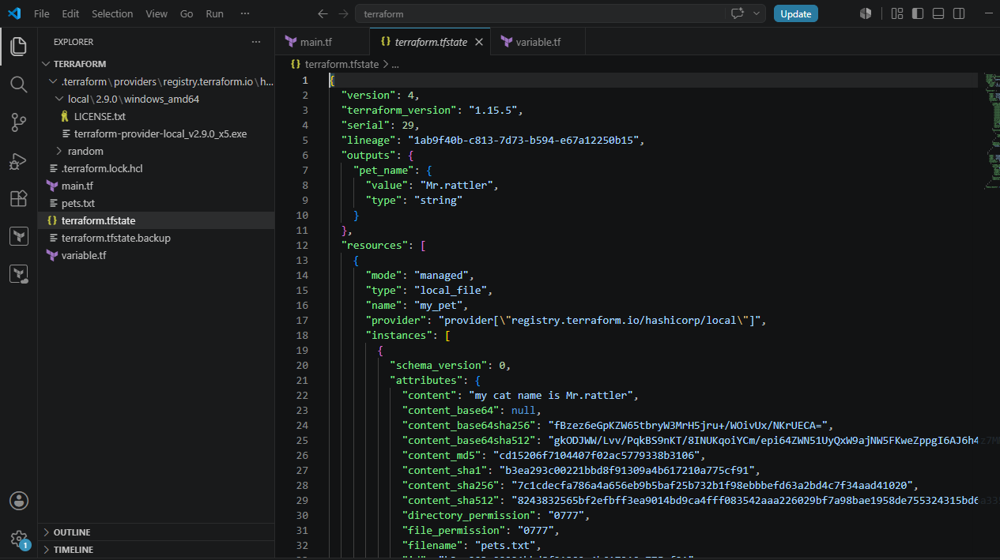 File Edit Selection View Go Run ···
terraform
Update
EXPLORER
···
TERRAFORM
.terraform\providers\registry.terraform.io\h...
local\2.9.0\windows_amd64
LICENSE.txt
terraform-provider-local_v2.9.0_x5.exe
random
.terraform.lock.hcl
main.tf
pets.txt
{} terraform.tfstate
terraform.tfstate.backup
variable.tf
OUTLINE
TIMELINE
1
main.tf
{} terraform.tfstate
variable.tf
{} terraform.tfstate > ...
1 {
2 "version": 4,
3 "terraform_version": "1.15.5",
4 "serial": 29,
5 "lineage": "1ab9f40b-c813-7d73-b594-e67a12250b15",
6 "outputs": {
7 "pet_name": {
8 "value": "Mr.rattler",
9 "type": "string"
10 }
11 },
12 "resources": [
13 {
14 "mode": "managed",
15 "type": "local_file",
16 "name": "my_pet",
17 "provider": "provider[\"registry.terraform.io/hashicorp/local\"]",
18 "instances": [
19 {
20 "schema_version": 0,
21 "attributes": {
22 "content": "my cat name is Mr.rattler",
23 "content_base64": null,
24 "content_base64sha256": "fBzez6eGpKZW65tbryW3MrH5jru+/WOivUx/NKrUECA=",
25 "content_base64sha512": "gkODJWW/Lvv/PqkBS9nKT/8INUKqoiYCm/epi64ZWN51UyQxW9ajNW5FKweZppgI6AJ6h4
26 "content_md5": "cd15206f7104407f02ac5779338b3106",
27 "content_sha1": "b3ea293c00221bbd8f91309a4b617210a775cf91",
28 "content_sha256": "7c1cdecfa786a4a656eb9b5baf25b732b1f98ebbbefd63a2bd4c7f34aad41020",
29 "content_sha512": "8243832565bf2efbff3ea9014bd9ca4fff083542aaa226029bf7a98bae1958de755324315bd6
30 "directory_permission": "0777",
31 "file_permission": "0777",
32 "filename": "pets.txt",